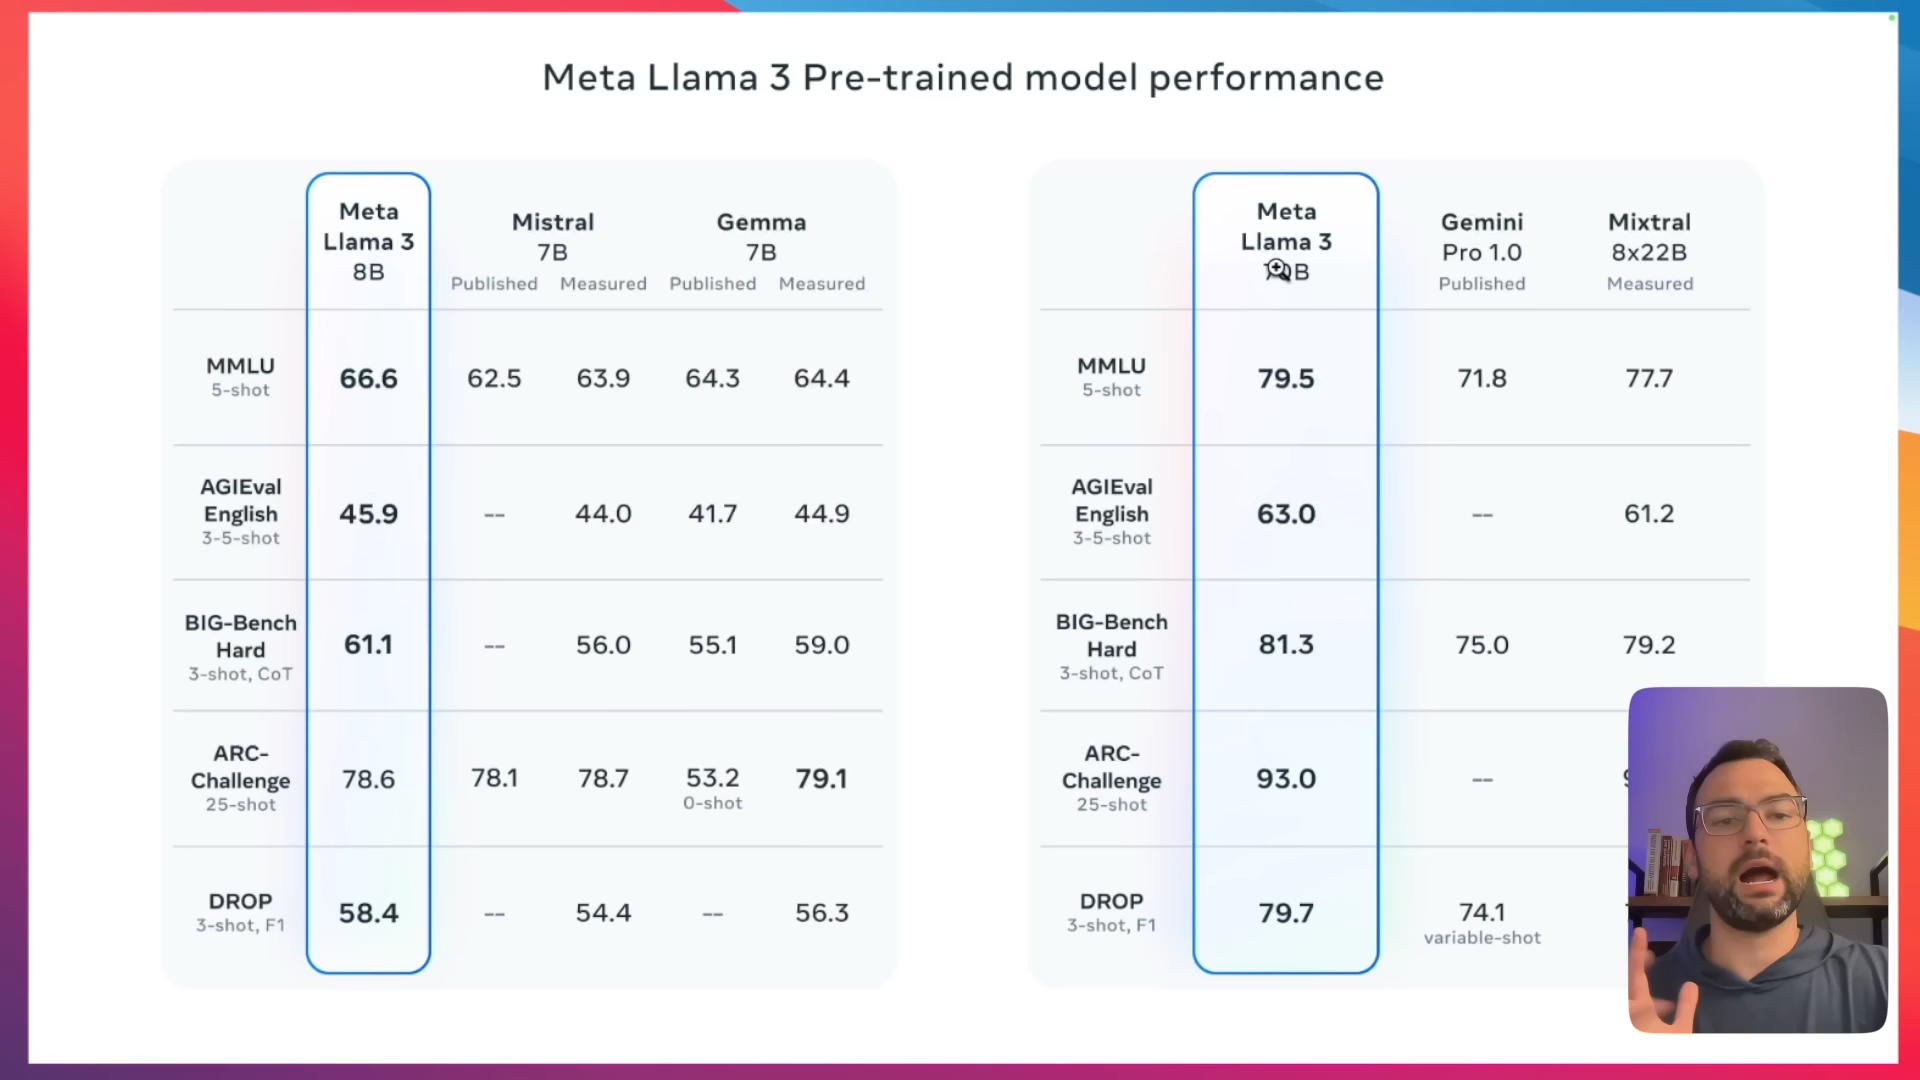 Meta Llama 3 Pre-trained model performance
Meta
Llama 3
8B
Mistral
7B
Published Measured
Gemma
7B
Published Measured
MMLU
5-shot
66.6 62.5 63.9 64.3 64.4
AGIEval
English
3-5-shot
45.9 -- 44.0 41.7 44.9
BIG-Bench
Hard
3-shot, CoT
61.1 -- 56.0 55.1 59.0
ARC-
Challenge
25-shot
78.6 78.1 78.7 53.2 79.1
0-shot
DROP
3-shot, F1
58.4 -- 54.4 -- 56.3
Meta
Llama 3
Gemini
Pro 1.0
Published
Mixtral
8x22B
Measured
MMLU
5-shot
79.5 71.8 77.7
AGIEval
English
3-5-shot
63.0 -- 61.2
BIG-Bench
Hard
3-shot, CoT
81.3 75.0 79.2
ARC-
Challenge
25-shot
93.0 --
DROP
3-shot, F1
79.7 74.1
variable-shot